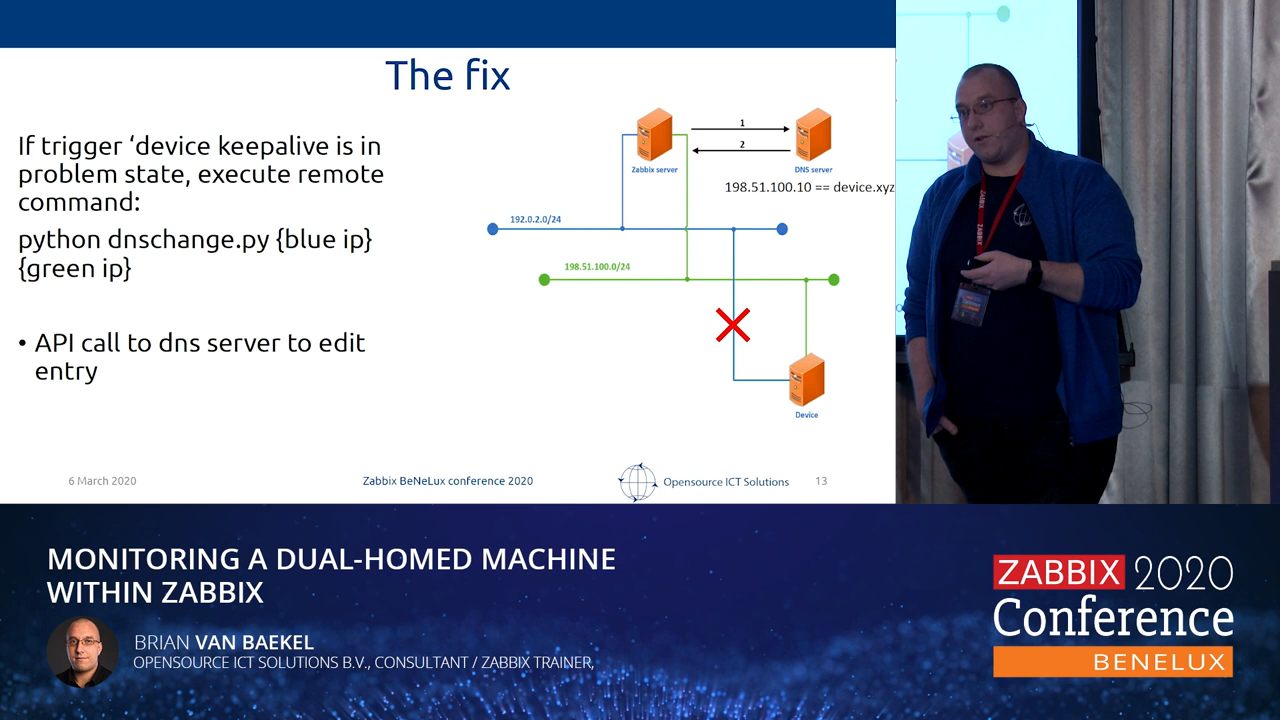 The fix
If trigger ‘device keepalive is in
problem state, execute remote
command:
python dnschange.py {blue ip}
{green ip}
• API call to dns server to edit
entry
1
2
Zabbix server
DNS server
198.51.100.10 == device.xyz
192.0.2.0/24
198.51.100.0/24
Device
6 March 2020
Zabbix BeNeLux conference 2020
Opensource ICT Solutions
13
ZABBIX
ZABBIX
MONITORING A DUAL-HOMED MACHINE
WITHIN ZABBIX
BRIAN VAN BAEKEL
OPENSOURCE ICT SOLUTIONS B.V., CONSULTANT / ZABBIX TRAINER,
ZABBIX 2020
Conference
BENELUX